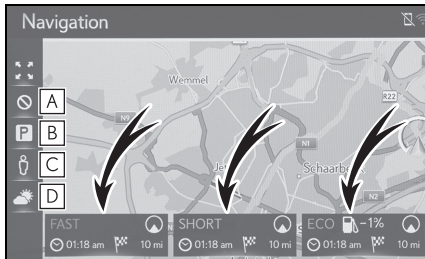 Navigation
Wemmel
R22
A
N9
B
N1
C
Schaarb
D
N2
FAST
SHORT
ECO -1%
01:18 am 10 mi
01:18 am 10 mi
01:18 am 10 mi